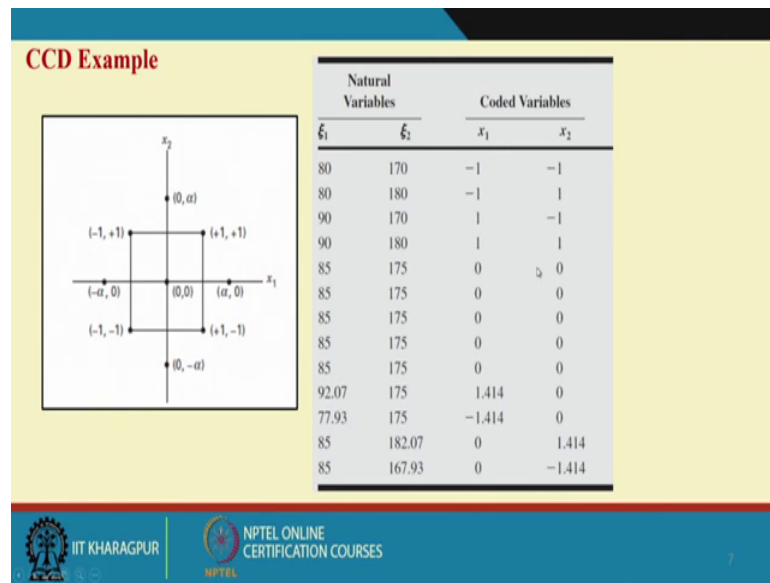 CCD Example
x₂
(0, α)
(-1, +1) (+1, +1)
x₁
(-α, 0) (0,0) (α, 0)
(-1, -1) (+1, -1)
(0, -α)
Natural
Variables Coded Variables
ξ₁ ξ₂ x₁ x₂
80 170 −1 −1
80 180 −1 1
90 170 1 −1
90 180 1 1
85 175 0 0
85 175 0 0
85 175 0 0
85 175 0 0
85 175 0 0
92.07 175 1.414 0
77.93 175 −1.414 0
85 182.07 0 1.414
85 167.93 0 −1.414
IIT KHARAGPUR
NPTEL
NPTEL ONLINE
CERTIFICATION COURSES
7